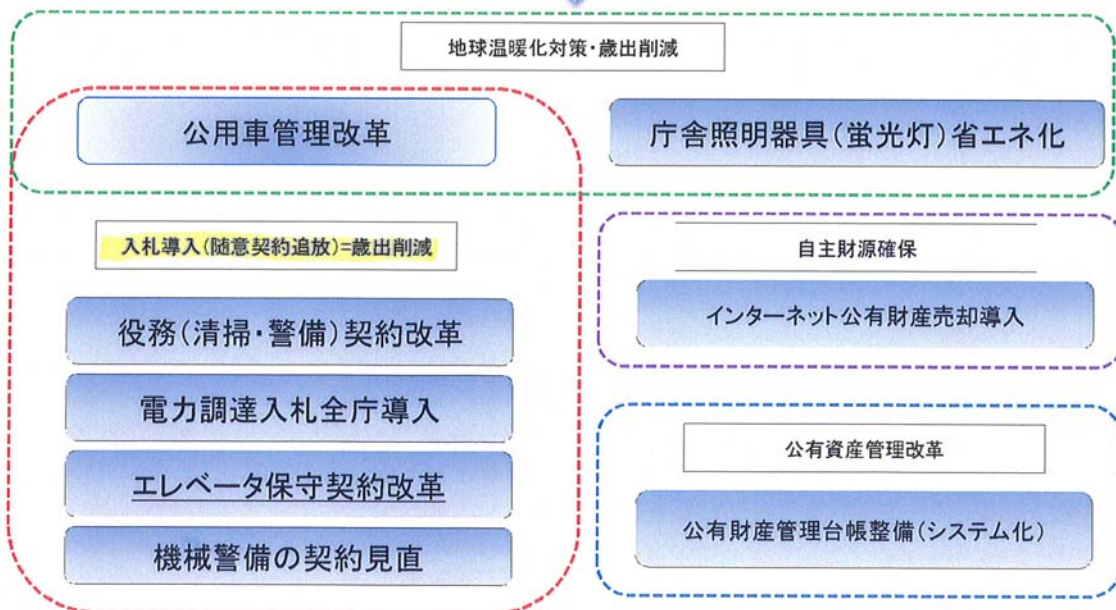 地球温暖化対策・歳出削減
公用車管理改革
庁舎照明器具(蛍光灯)省エネ化
入札導入(随意契約追放)=歳出削減
役務(清掃・警備)契約改革
電力調達入札全庁導入
エレベータ保守契約改革
機械警備の契約見直
自主財源確保
インターネット公有財産売却導入
公有資産管理改革
公有財産管理台帳整備(システム化)